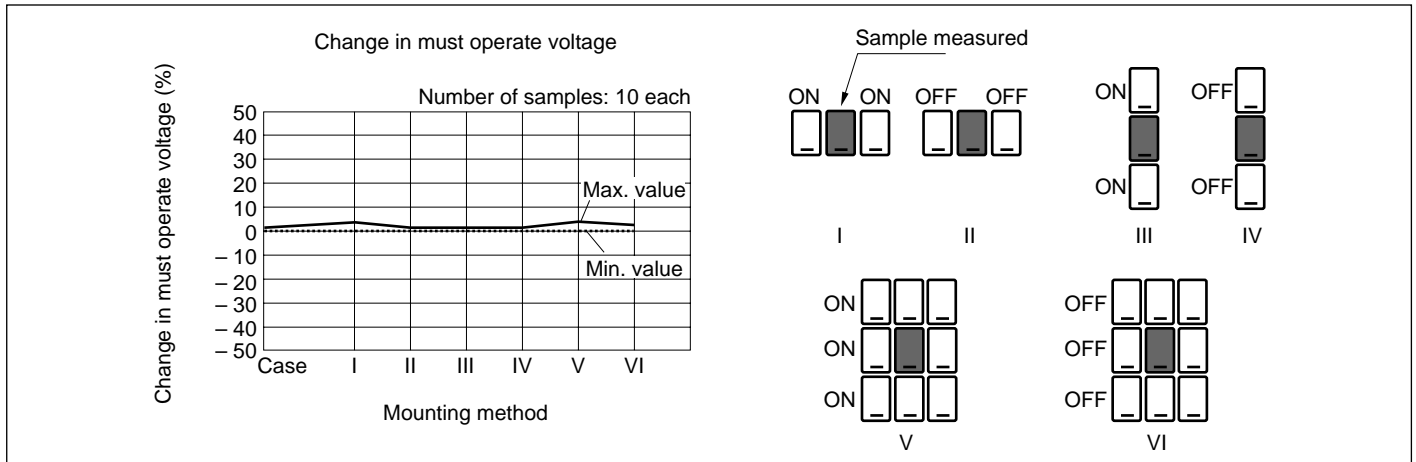 Change in must operate voltage
Number of samples: 10 each
Change in must operate voltage (%)
50
40
30
20
10
0
– 10
– 20
– 30
– 40
– 50
Max. value
Min. value
Case I II III IV V VI
Mounting method
Sample measured
ON ON OFF OFF
I II
ON OFF
ON OFF
III IV
ON
ON
ON
V
OFF
OFF
OFF
VI